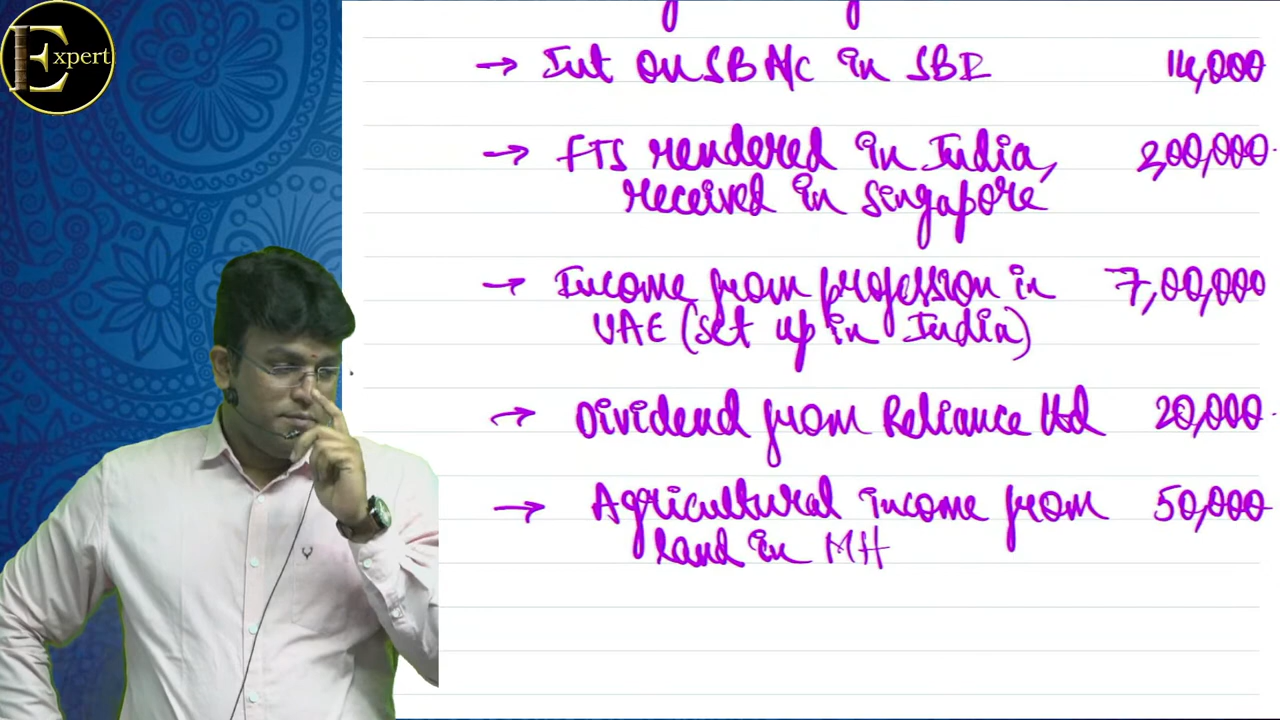 Expert
→ Int on SB A/c in SBI 14,000
→ FTS rendered in India, 2,00,000
received in Singapore
→ Income from profession in 7,00,000
UAE (set up in India)
→ Dividend from Reliance Ltd 20,000
→ Agricultural income from 50,000
land in MH